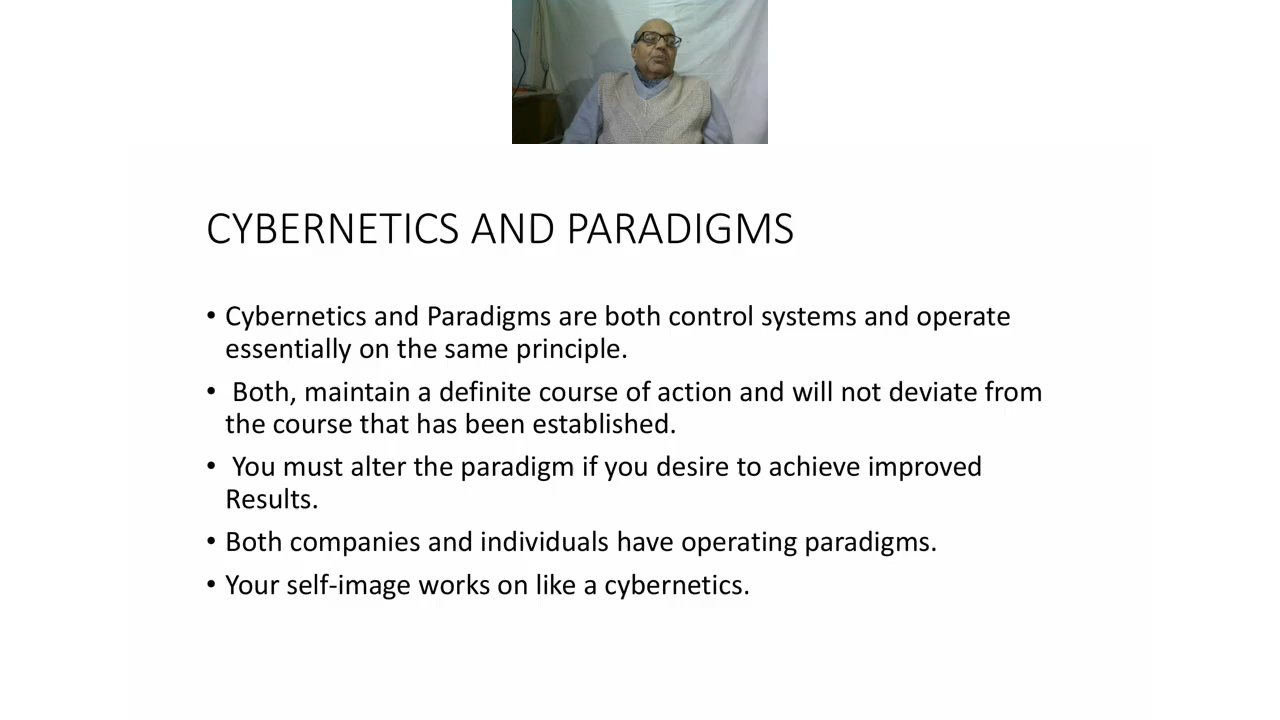 CYBERNETICS AND PARADIGMS
• Cybernetics and Paradigms are both control systems and operate
essentially on the same principle.
• Both, maintain a definite course of action and will not deviate from
the course that has been established.
• You must alter the paradigm if you desire to achieve improved
Results.
• Both companies and individuals have operating paradigms.
• Your self-image works on like a cybernetics.